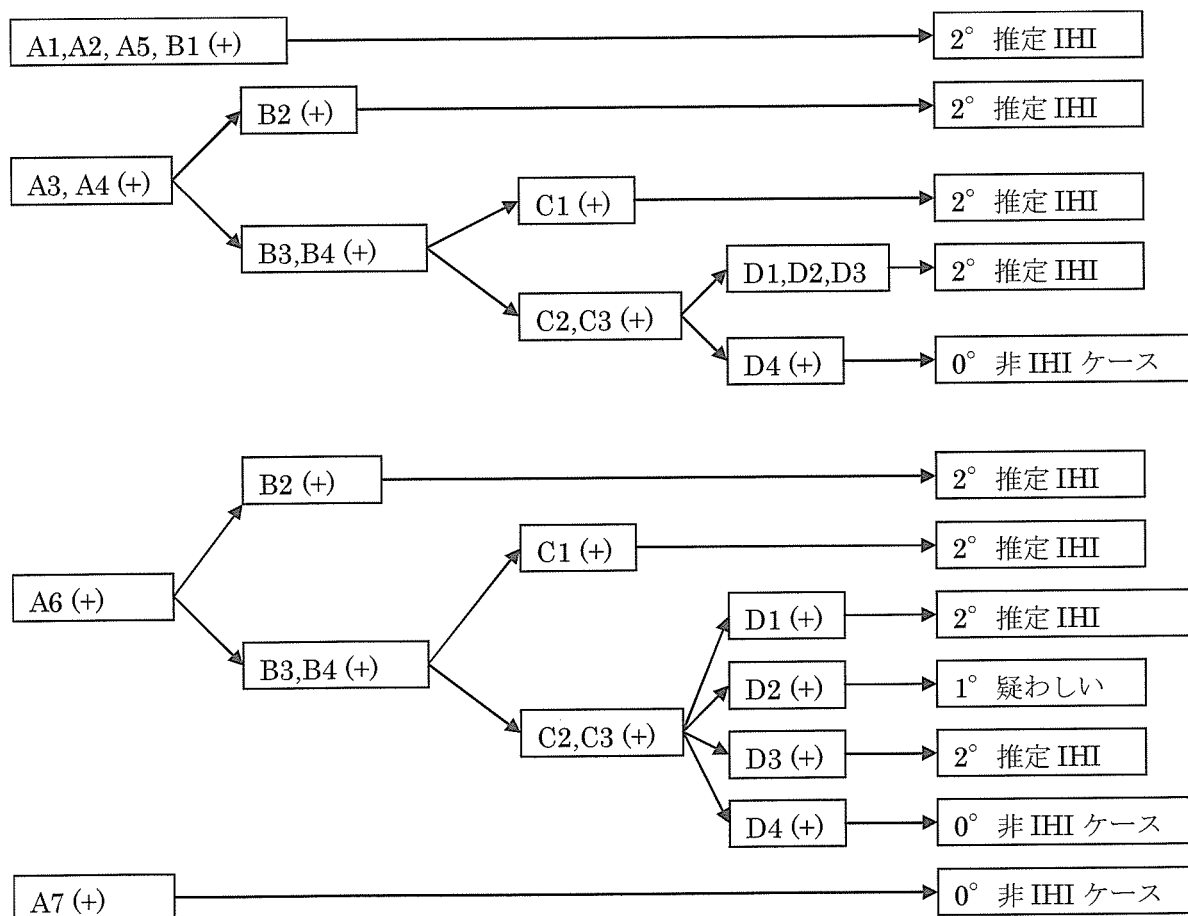 A1,A2, A5, B1 (+)
2° 推定 IHI
B2 (+)
2° 推定 IHI
A3, A4 (+)
C1 (+)
2° 推定 IHI
B3,B4 (+)
D1,D2,D3
2° 推定 IHI
C2,C3 (+)
D4 (+)
0° 非 IHI ケース
B2 (+)
2° 推定 IHI
C1 (+)
2° 推定 IHI
A6 (+)
D1 (+)
2° 推定 IHI
B3,B4 (+)
D2 (+)
1° 疑わしい
C2,C3 (+)
D3 (+)
2° 推定 IHI
D4 (+)
0° 非 IHI ケース
A7 (+)
0° 非 IHI ケース